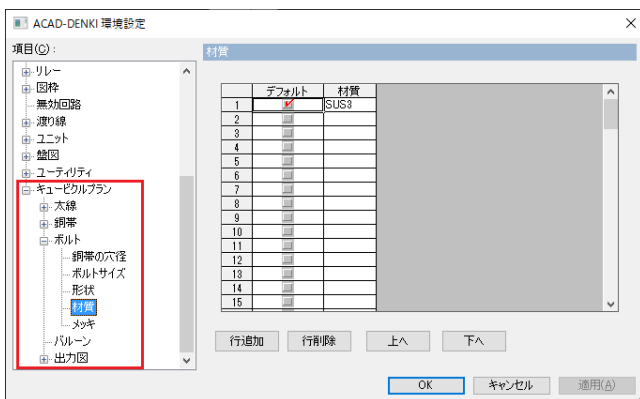 ACAD-DENKI 環境設定
項目(C):
リレー
図枠
無効回路
渡り線
ユニット
盤図
ユーティリティ
キュービクルプラン
太線
銅帯
ボルト
銅帯の穴径
ボルトサイズ
形状
材質
メッキ
バルーン
出力図
材質
デフォルト 材質
1 SUS3
2
3
4
5
6
7
8
9
10
11
12
13
14
15
行追加 行削除 上へ 下へ
OK キャンセル 適用(A)